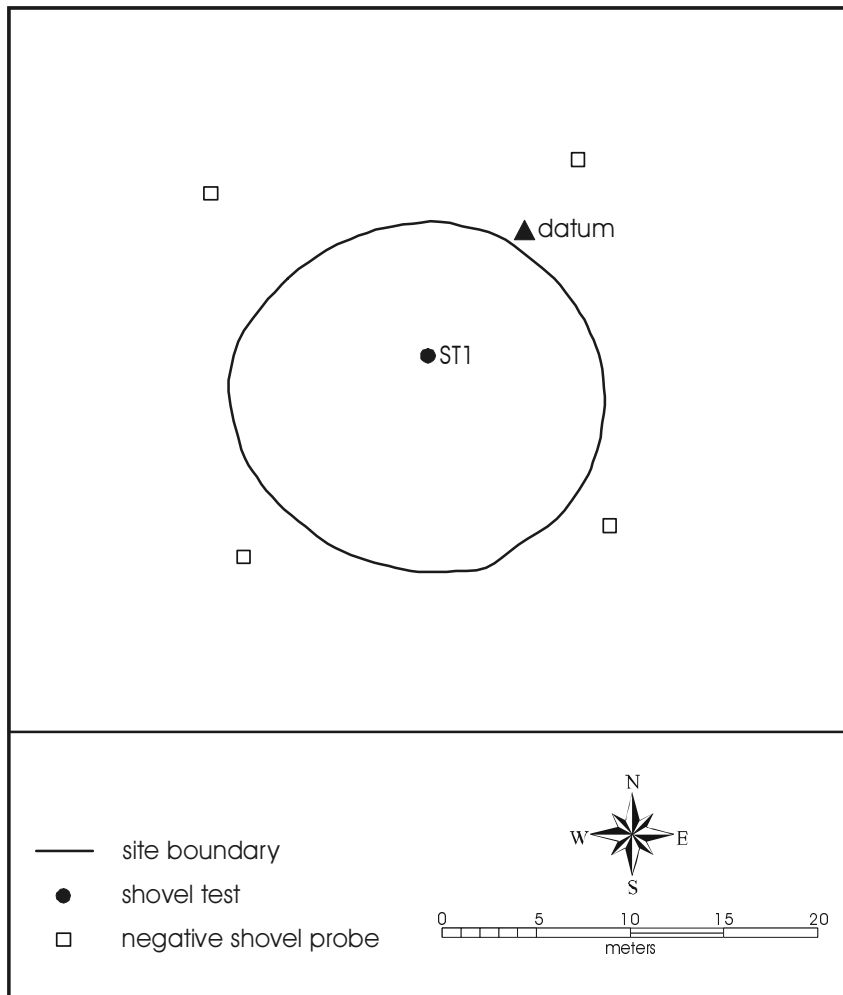 datum
ST1
N
W E
S
site boundary
shovel test
negative shovel probe
0 5 10 15 20
meters